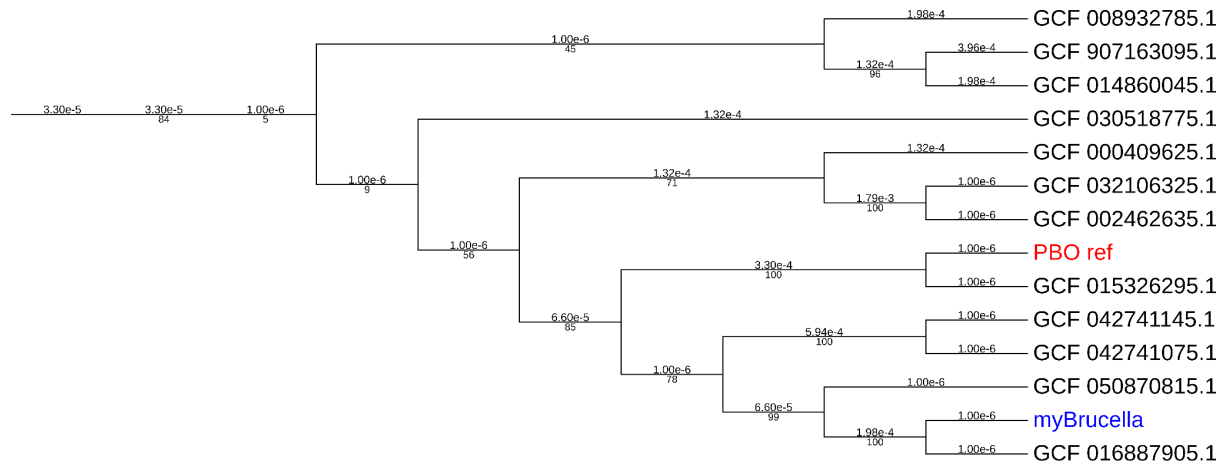 1.98e-4 GCF 008932785.1
1.00e-6
45
3.96e-4 GCF 907163095.1
1.32e-4
96
1.98e-4 GCF 014860045.1
3.30e-5 3.30e-5 1.00e-6
84 5
1.32e-4 GCF 030518775.1
1.32e-4 GCF 000409625.1
1.32e-4
71
1.00e-6
9
1.00e-6 GCF 032106325.1
1.79e-3
100
1.00e-6 GCF 002462635.1
1.00e-6
56
1.00e-6 PBO ref
3.30e-4
100
1.00e-6 GCF 015326295.1
6.60e-5
85
1.00e-6 GCF 042741145.1
5.94e-4
100
1.00e-6 GCF 042741075.1
1.00e-6
78
1.00e-6 GCF 050870815.1
6.60e-5
99
1.00e-6 myBrucella
1.98e-4
100
1.00e-6 GCF 016887905.1